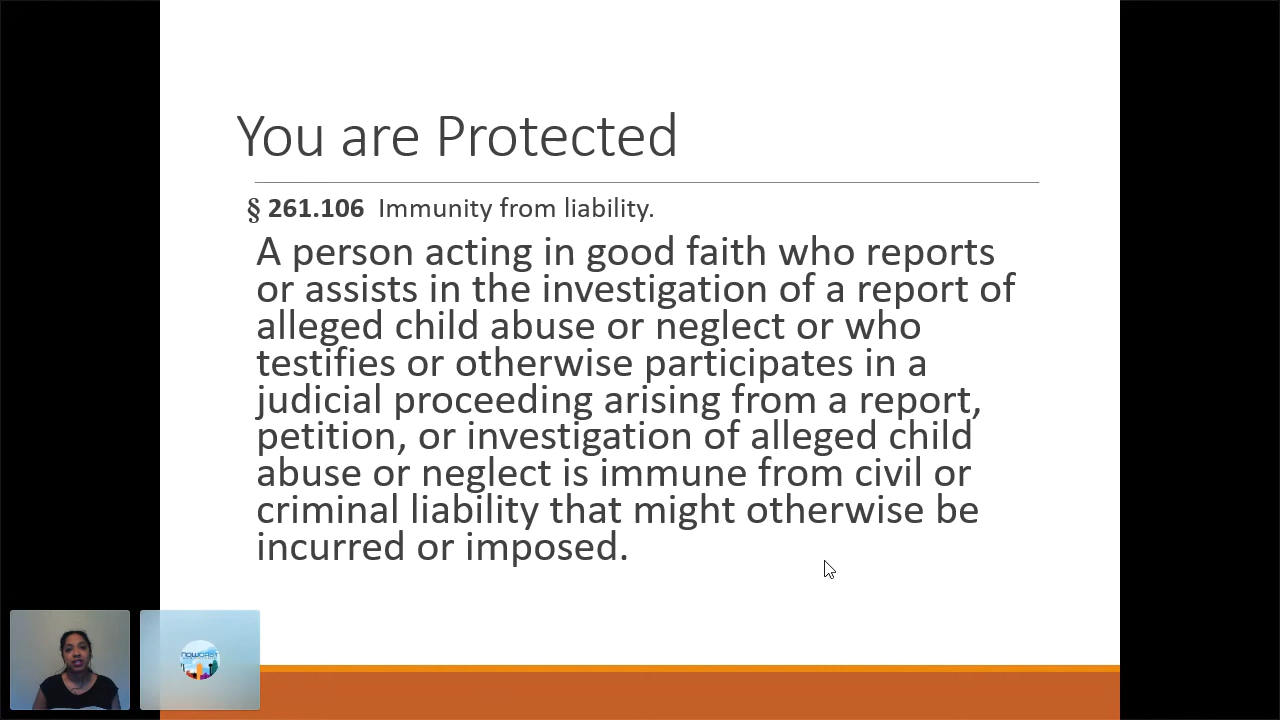 You are Protected
§ 261.106 Immunity from liability.
A person acting in good faith who reports
or assists in the investigation of a report of
alleged child abuse or neglect or who
testifies or otherwise participates in a
judicial proceeding arising from a report,
petition, or investigation of alleged child
abuse or neglect is immune from civil or
criminal liability that might otherwise be
incurred or imposed.
NOWCAST